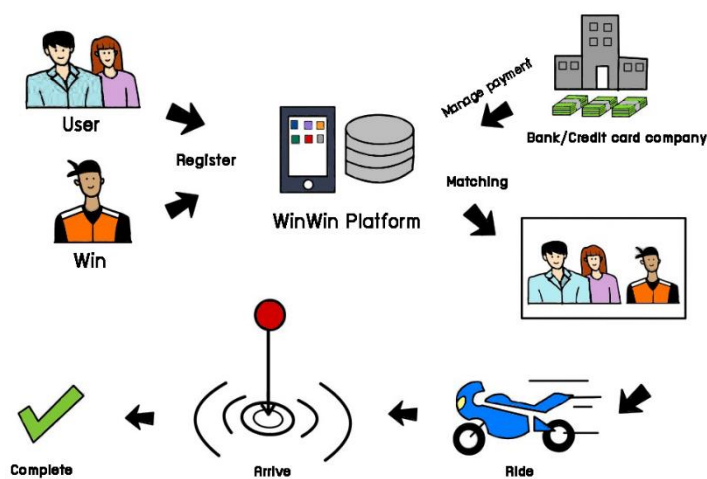 User
Register
Win
WinWin Platform
Manage payment
Bank/Credit card company
Matching
Complete
Arrive
Ride